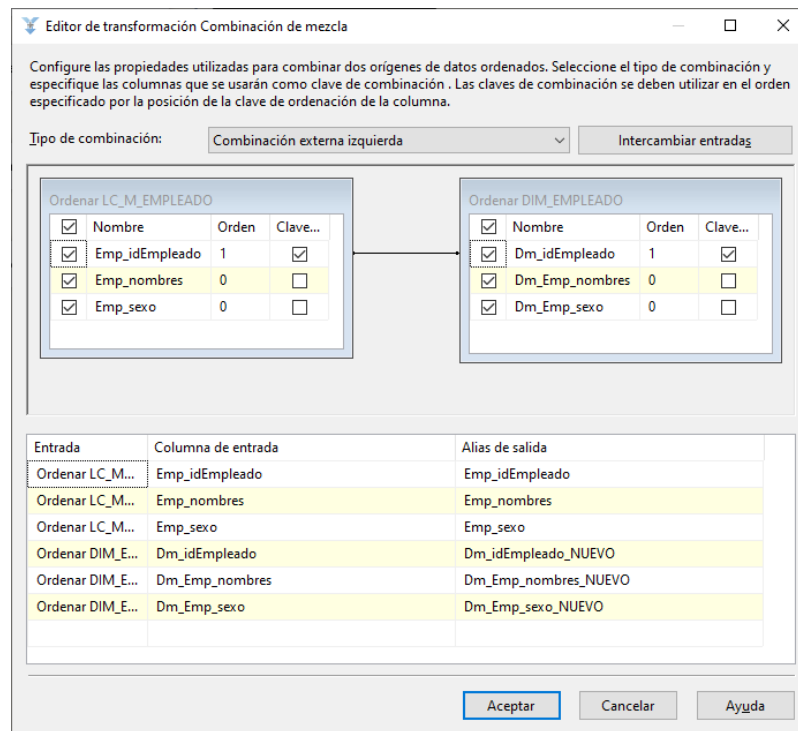 Editor de transformación Combinación de mezcla
Configure las propiedades utilizadas para combinar dos orígenes de datos ordenados. Seleccione el tipo de combinación y
especifique las columnas que se usarán como clave de combinación . Las claves de combinación se deben utilizar en el orden
especificado por la posición de la clave de ordenación de la columna.
Tipo de combinación: Combinación externa izquierda Intercambiar entradas
Ordenar LC_M_EMPLEADO
Nombre Orden Clave...
Emp_idEmpleado 1
Emp_nombres 0
Emp_sexo 0
Ordenar DIM_EMPLEADO
Nombre Orden Clave...
Dm_idEmpleado 1
Dm_Emp_nombres 0
Dm_Emp_sexo 0
Entrada Columna de entrada Alias de salida
Ordenar LC_M... Emp_idEmpleado Emp_idEmpleado
Ordenar LC_M... Emp_nombres Emp_nombres
Ordenar LC_M... Emp_sexo Emp_sexo
Ordenar DIM_E... Dm_idEmpleado Dm_idEmpleado_NUEVO
Ordenar DIM_E... Dm_Emp_nombres Dm_Emp_nombres_NUEVO
Ordenar DIM_E... Dm_Emp_sexo Dm_Emp_sexo_NUEVO
Aceptar Cancelar Ayuda